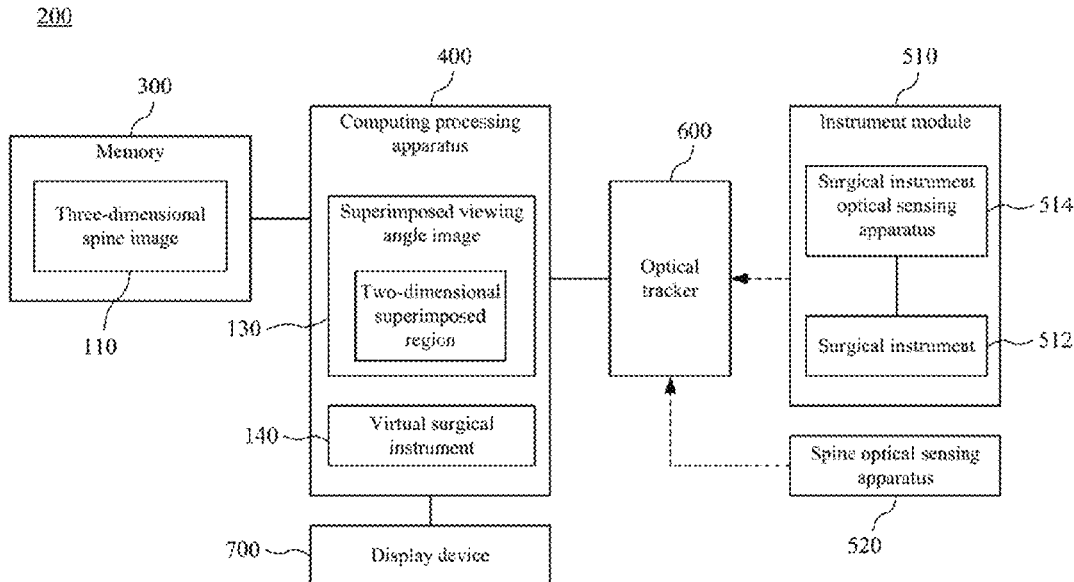 200
300
Memory
Three-dimensional
spine image
110
400
Computing processing
apparatus
Superimposed viewing
angle image
Two-dimensional
superimposed
region
130
Virtual surgical
instrument
140
700
Display device
600
Optical
tracker
510
Instrument module
Surgical instrument
optical sensing
apparatus
514
Surgical instrument
512
Spine optical sensing
apparatus
520